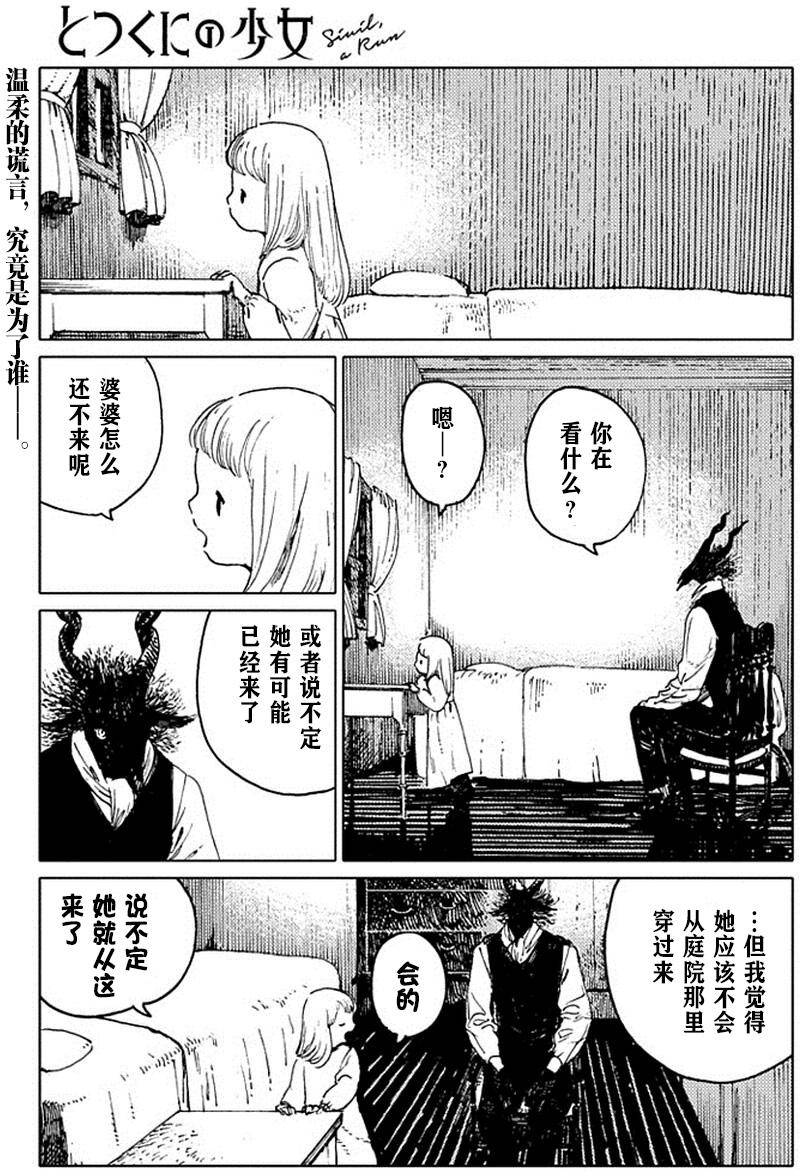 とつくにの少女
Siúil, a Run
温柔的谎言，究竟是为了谁——。
你在
看什么？
嗯—？
婆婆怎么
还不来呢
或者说不定
她有可能
已经来了
…但我觉得
她应该不会
从庭院那里
穿过来
会的
说不定
她就从这
来了